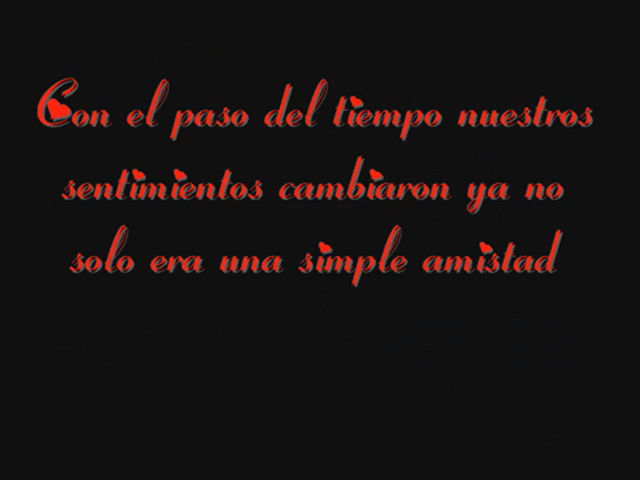 Con el paso del tiempo nuestros
sentimientos cambiaron ya no
solo era una simple amistad